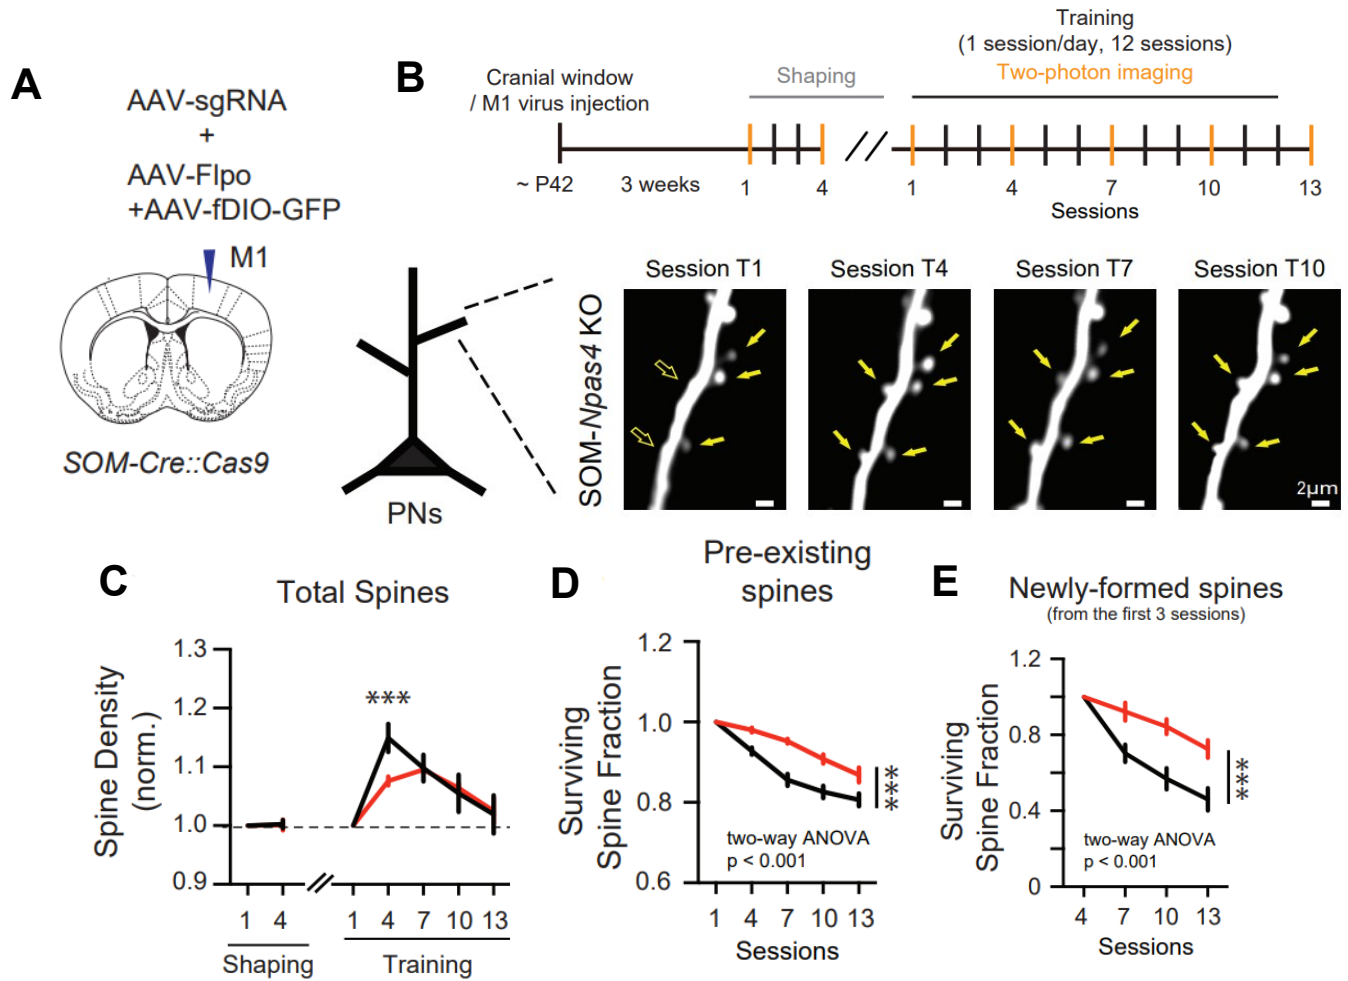 A
AAV-sgRNA
+
AAV-Flpo
+AAV-fDIO-GFP
M1
SOM-Cre::Cas9
B
Cranial window
/ M1 virus injection
Shaping
Training
(1 session/day, 12 sessions)
Two-photon imaging
~ P42
3 weeks
1 4 1 4 7 10 13
Sessions
PNs
SOM-Npas4 KO
Session T1
Session T4
Session T7
Session T10
2µm
C
Total Spines
Spine Density
(norm.)
1.3
1.2
1.1
1.0
0.9
***
1 4 1 4 7 10 13
Shaping
Training
D
Pre-existing
spines
Surviving
Spine Fraction
1.2
1.0
0.8
0.6
***
two-way ANOVA
p < 0.001
1 4 7 10 13
Sessions
E
Newly-formed spines
(from the first 3 sessions)
Surviving
Spine Fraction
1.2
0.8
0.4
0
***
two-way ANOVA
p < 0.001
4 7 10 13
Sessions